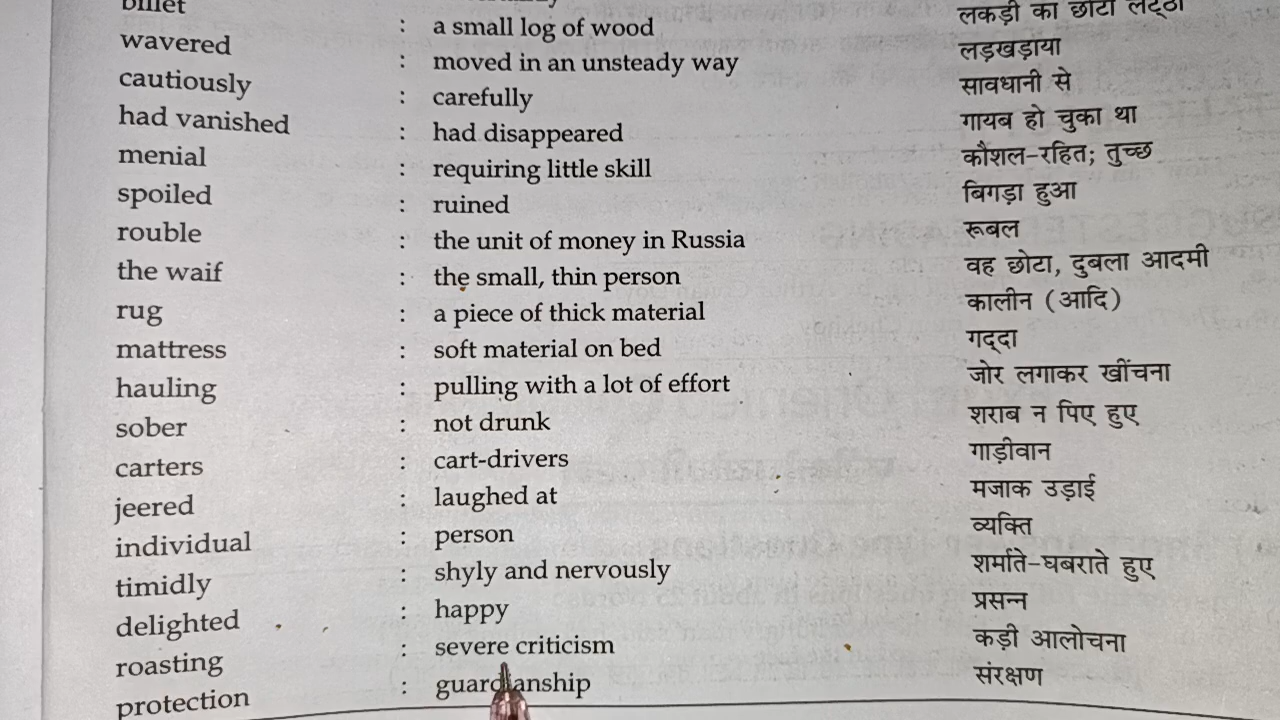 billet : a small log of wood लकड़ी का छोटा लट्ठा
wavered : moved in an unsteady way लड़खड़ाया
cautiously : carefully सावधानी से
had vanished : had disappeared गायब हो चुका था
menial : requiring little skill कौशल-रहित; तुच्छ
spoiled : ruined बिगड़ा हुआ
rouble : the unit of money in Russia रूबल
the waif : the small, thin person वह छोटा, दुबला आदमी
rug : a piece of thick material कालीन (आदि)
mattress : soft material on bed गद्दा
hauling : pulling with a lot of effort जोर लगाकर खींचना
sober : not drunk शराब न पिए हुए
carters : cart-drivers गाड़ीवान
jeered : laughed at मजाक उड़ाई
individual : person व्यक्ति
timidly : shyly and nervously शर्माते-घबराते हुए
delighted : happy प्रसन्न
roasting : severe criticism कड़ी आलोचना
protection : guardianship संरक्षण